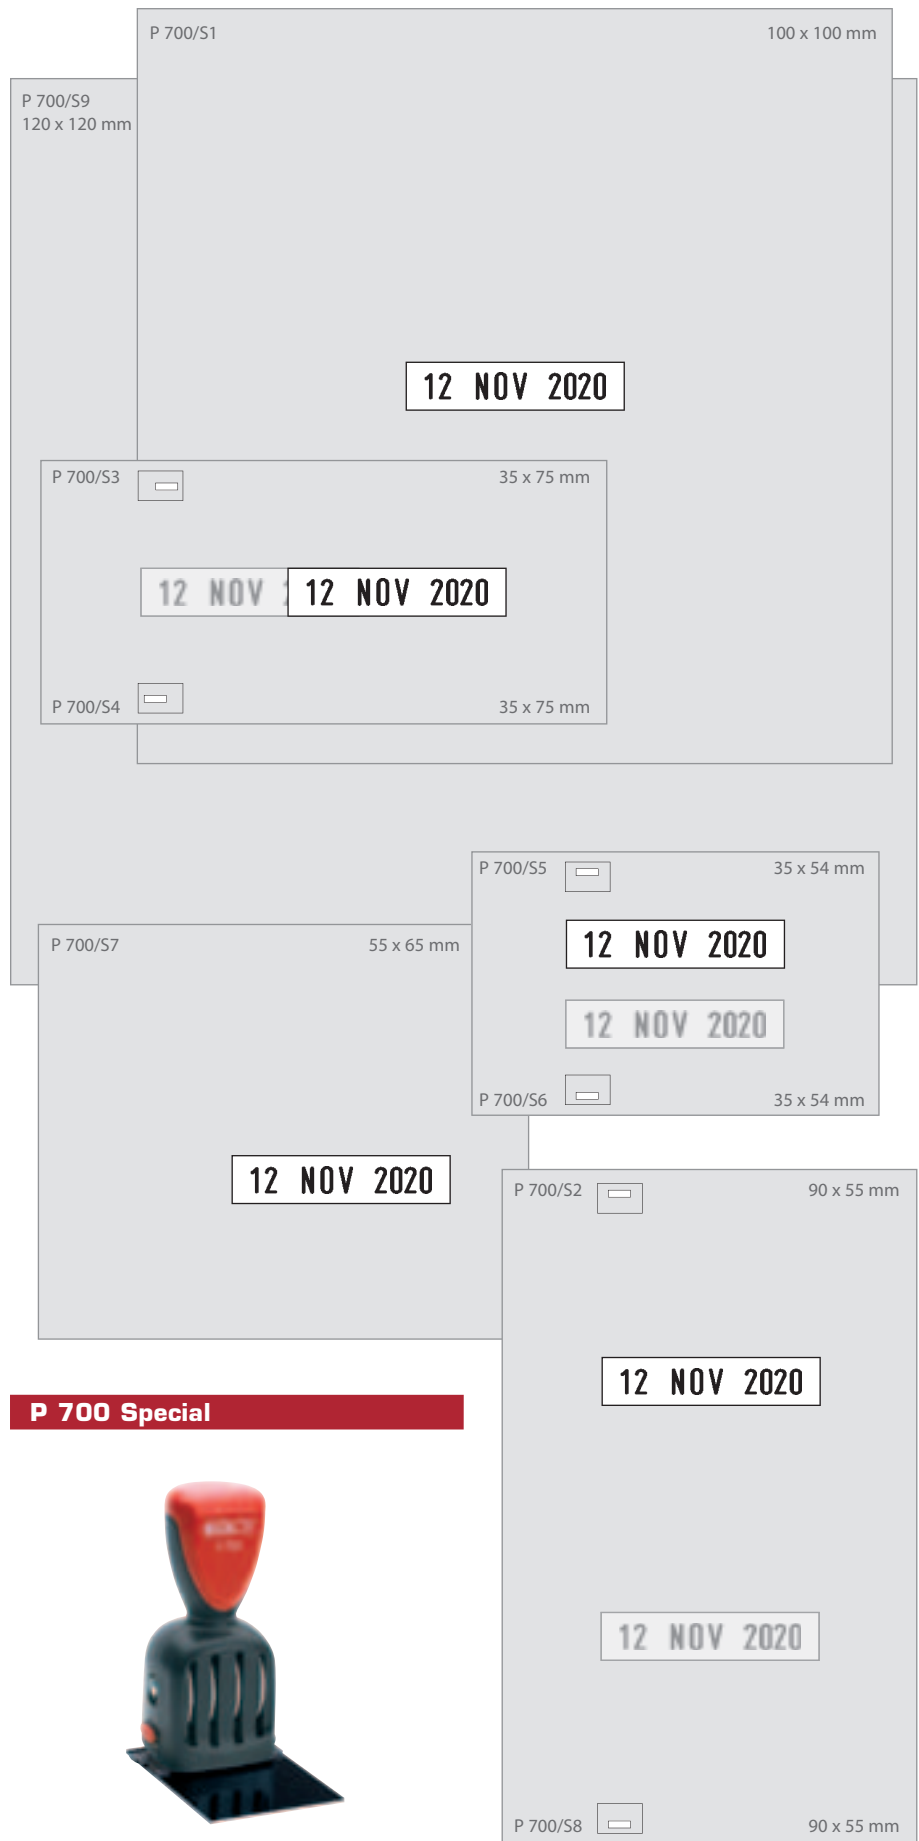 P 700/S1 100 x 100 mm
P 700/S9
120 x 120 mm
12 NOV 2020
P 700/S3 35 x 75 mm
12 NOV 12 NOV 2020
P 700/S4 35 x 75 mm
P 700/S5 35 x 54 mm
12 NOV 2020
P 700/S7 55 x 65 mm
12 NOV 2020
P 700/S6 35 x 54 mm
12 NOV 2020
P 700/S2 90 x 55 mm
12 NOV 2020
P 700 Special
12 NOV 2020
P 700/S8 90 x 55 mm